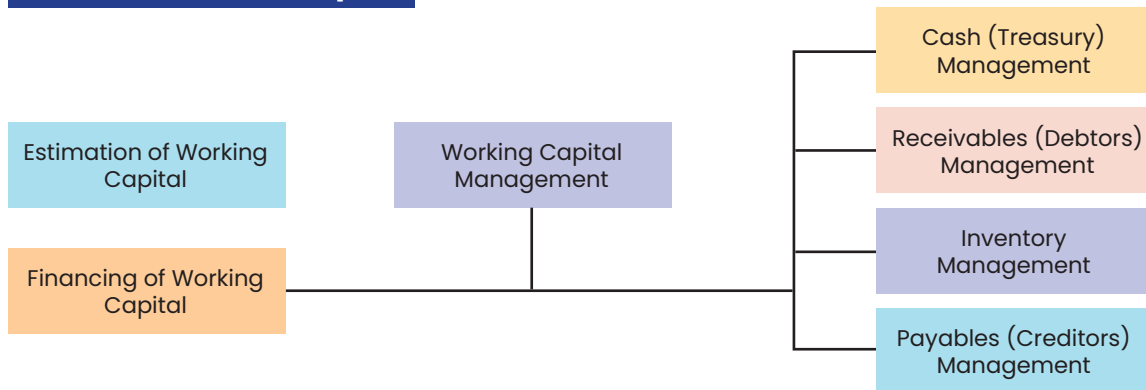 Estimation of Working
Capital
Financing of Working
Capital
Working Capital
Management
Cash (Treasury)
Management
Receivables (Debtors)
Management
Inventory
Management
Payables (Creditors)
Management